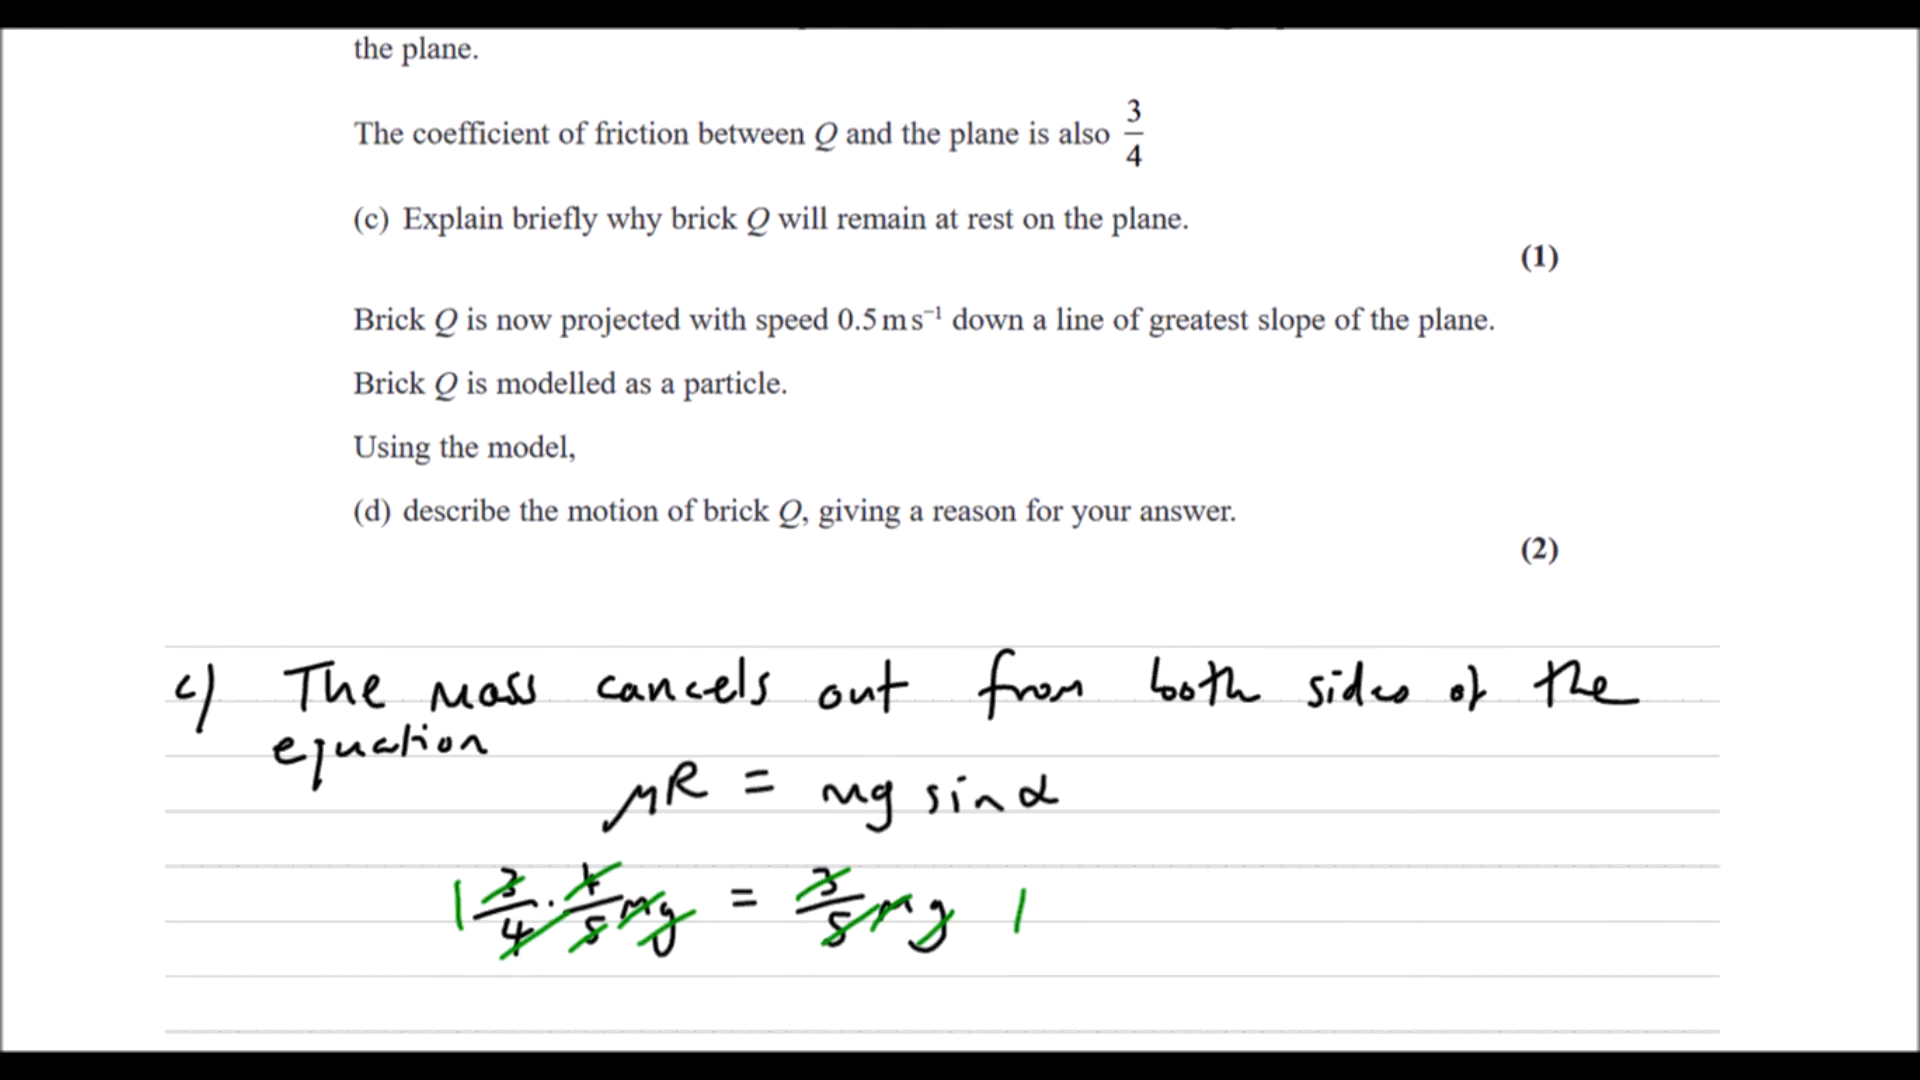 the plane.
The coefficient of friction between Q and the plane is also 3/4
(c) Explain briefly why brick Q will remain at rest on the plane.
(1)
Brick Q is now projected with speed 0.5 m s⁻¹ down a line of greatest slope of the plane.
Brick Q is modelled as a particle.
Using the model,
(d) describe the motion of brick Q, giving a reason for your answer.
(2)
c) The mass cancels out from both sides of the
equation
μR = mg sin α
1 3/4 · 4/5 mg = 3/5 mg 1